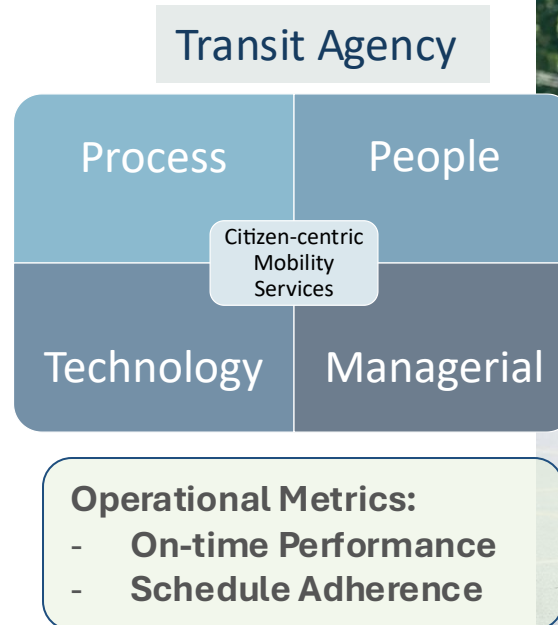 Transit Agency
Process
People
Citizen-centric
Mobility
Services
Technology
Managerial
Operational Metrics:
- On-time Performance
- Schedule Adherence